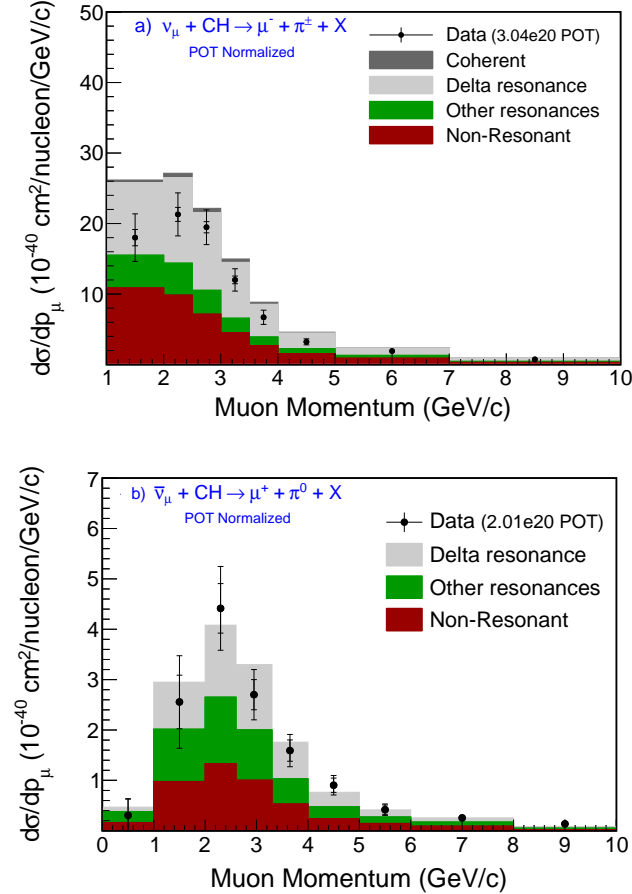 a) νμ + CH → μ⁻ + π± + X
POT Normalized
Data (3.04e20 POT)
Coherent
Delta resonance
Other resonances
Non-Resonant
50
40
30
20
10
1 2 3 4 5 6 7 8 9 10
Muon Momentum (GeV/c)
dσ/dpμ (10⁻⁴⁰ cm²/nucleon/GeV/c)
b) ν̅μ + CH → μ⁺ + π⁰ + X
POT Normalized
Data (2.01e20 POT)
Delta resonance
Other resonances
Non-Resonant
7
6
5
4
3
2
1
0 1 2 3 4 5 6 7 8 9 10
Muon Momentum (GeV/c)
dσ/dpμ (10⁻⁴⁰ cm²/nucleon/GeV/c)